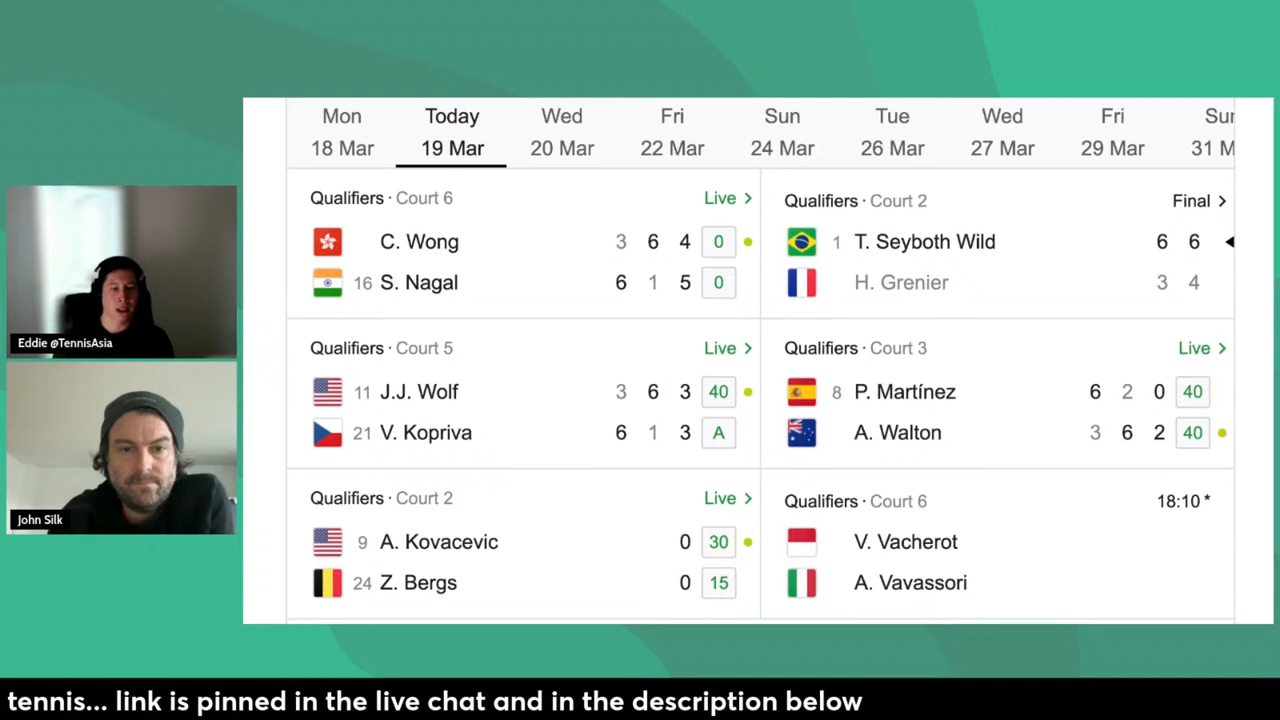 Mon Today Wed Fri Sun Tue Wed Fri Sur
18 Mar 19 Mar 20 Mar 22 Mar 24 Mar 26 Mar 27 Mar 29 Mar 31 M
Qualifiers · Court 6 Live >
C. Wong 3 6 4 0
16 S. Nagal 6 1 5 0
Qualifiers · Court 2 Final >
1 T. Seyboth Wild 6 6
H. Grenier 3 4
Qualifiers · Court 5 Live >
11 J.J. Wolf 3 6 3 40
21 V. Kopriva 6 1 3 A
Qualifiers · Court 3 Live >
8 P. Martínez 6 2 0 40
A. Walton 3 6 2 40
Qualifiers · Court 2 Live >
9 A. Kovacevic 0 30
24 Z. Bergs 0 15
Qualifiers · Court 6 18:10 *
V. Vacherot
A. Vavassori
Eddie @TennisAsia
John Silk
tennis... link is pinned in the live chat and in the description below